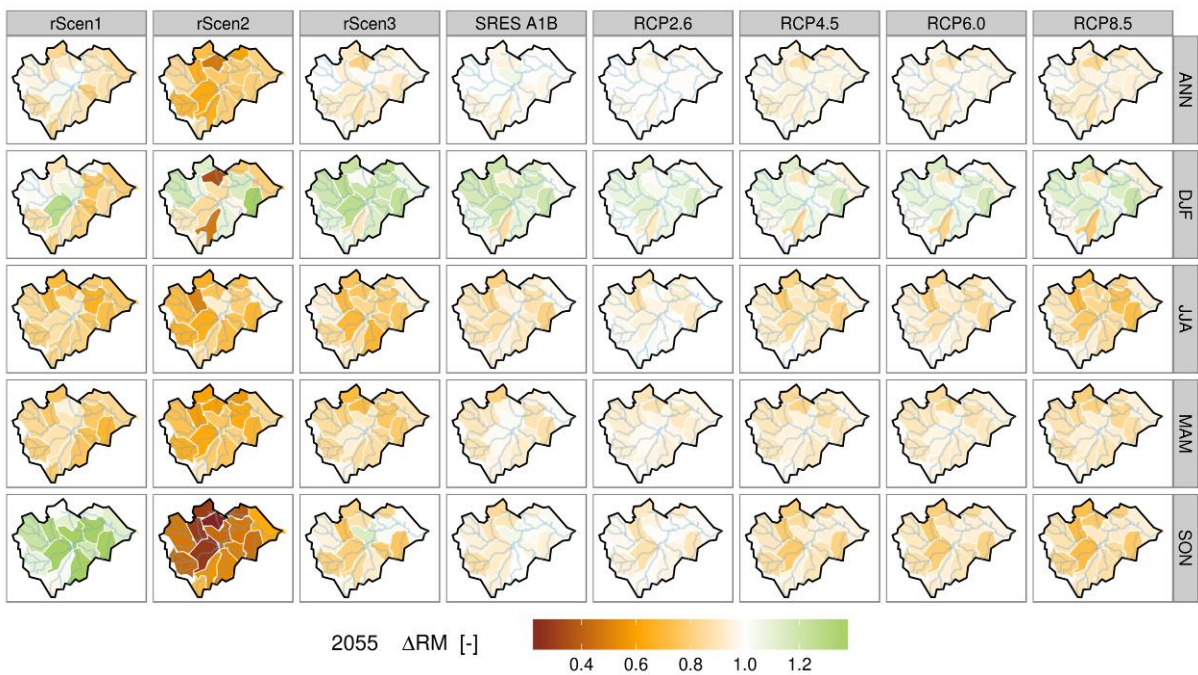 rScen1 rScen2 rScen3 SRES A1B RCP2.6 RCP4.5 RCP6.0 RCP8.5
ANN
DJF
JJA
MAM
SON
2055 ΔRM [-]
0.4 0.6 0.8 1.0 1.2